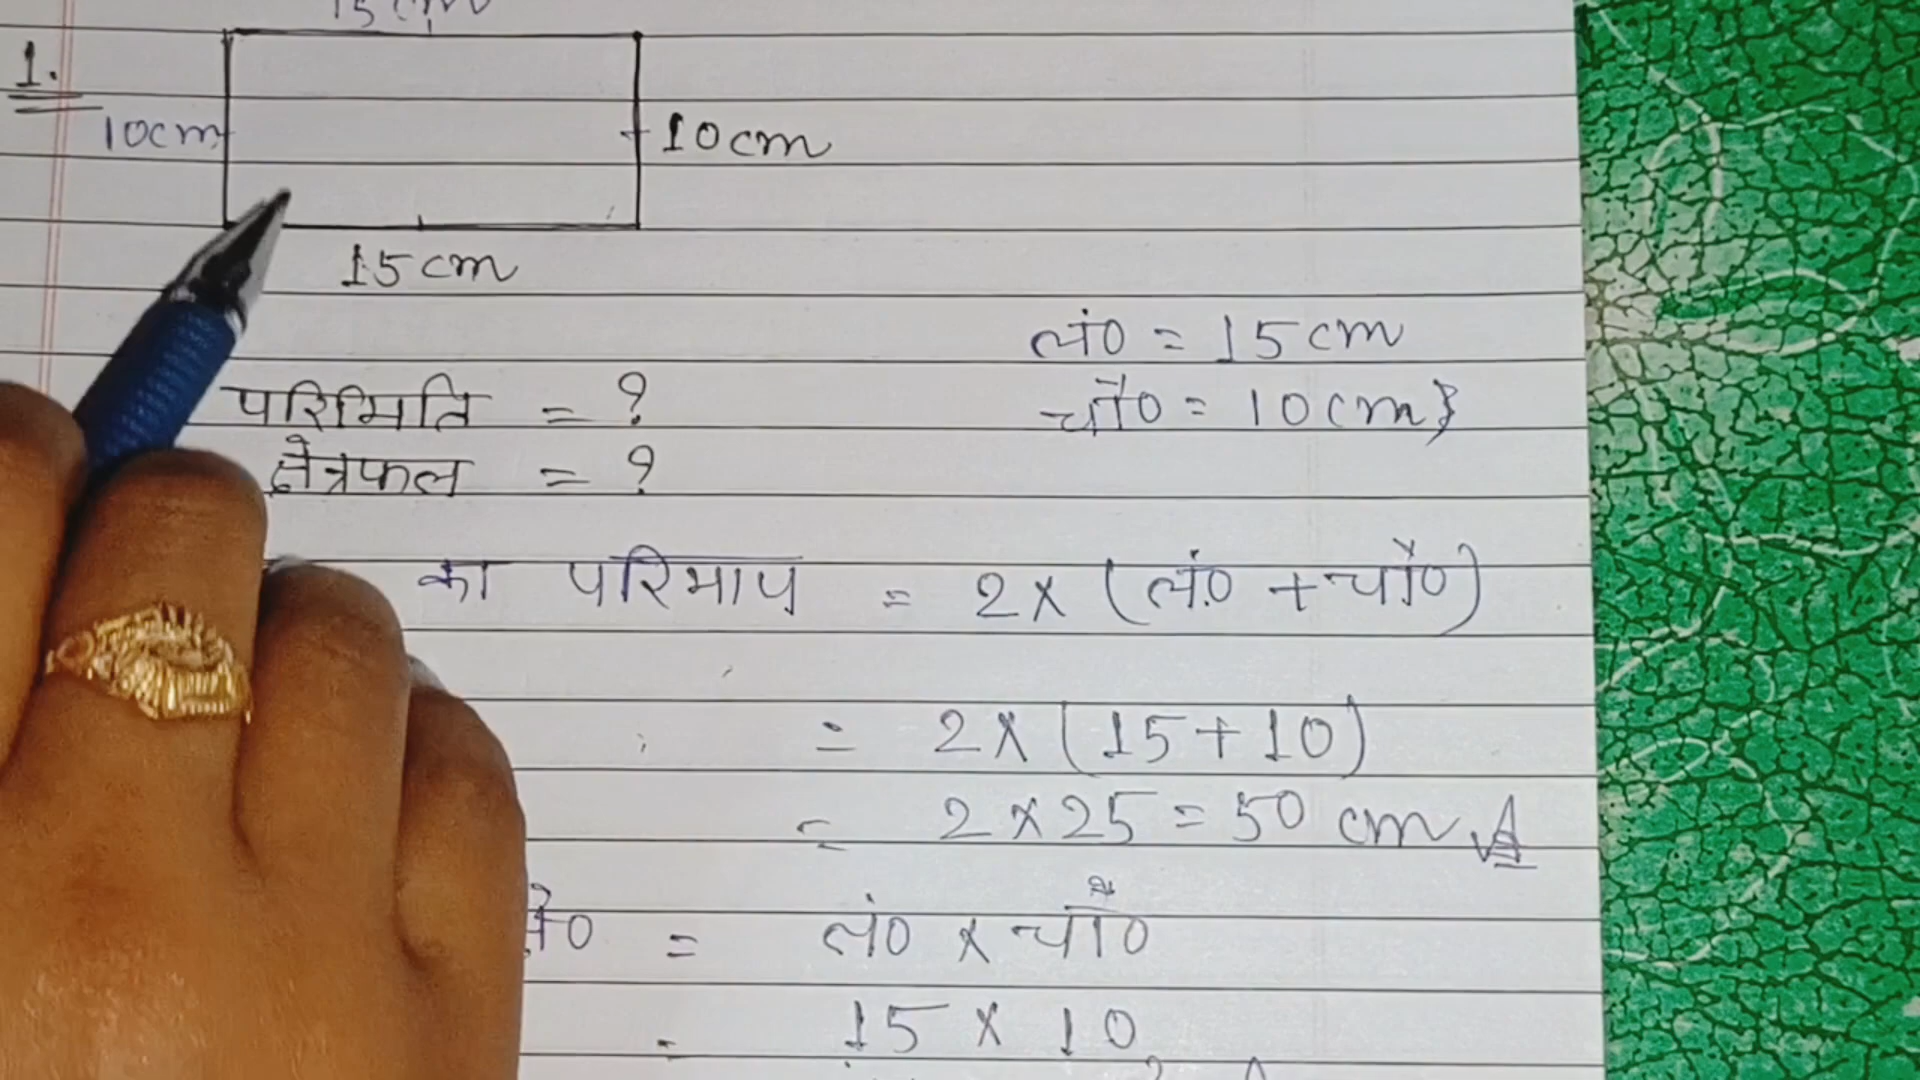 15cm
1.
10cm
10cm
15cm
लं० = 15cm
परिमिति = ?
चौ० = 10cm}
क्षेत्रफल = ?
का परिमाप = 2x (लं० + चौ०)
= 2x (15+10)
= 2x25 = 50 cm
= लं० x चौ०
= 15 x 10